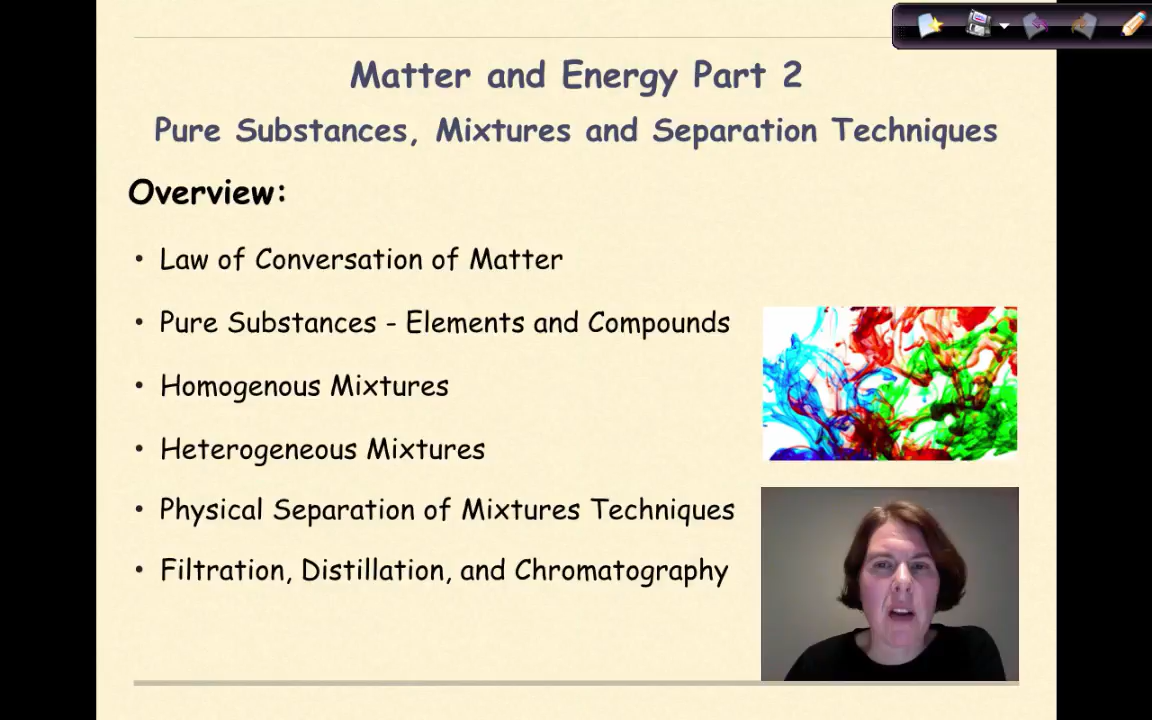 Matter and Energy Part 2
Pure Substances, Mixtures and Separation Techniques
Overview:
• Law of Conversation of Matter
• Pure Substances - Elements and Compounds
• Homogenous Mixtures
• Heterogeneous Mixtures
• Physical Separation of Mixtures Techniques
• Filtration, Distillation, and Chromatography